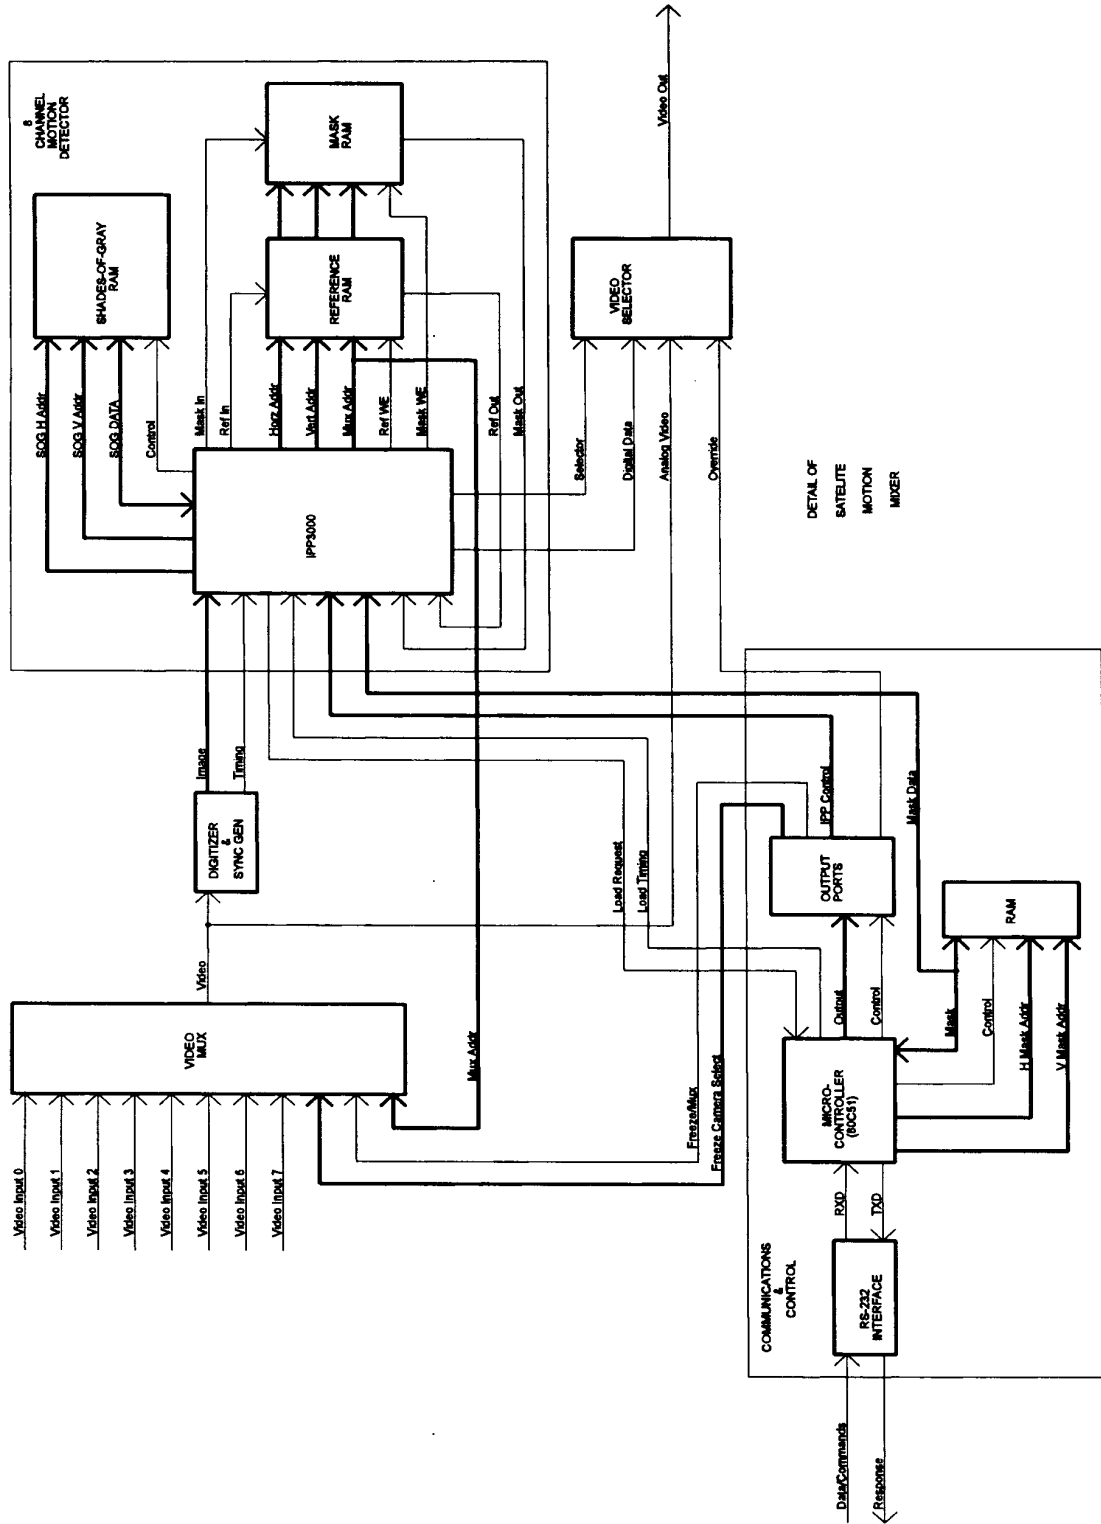 8
CHANNEL
MOTION
DETECTOR
SHADES-OF-GRAY
RAM
MASK
RAM
REFERENCE
RAM
SOG H Addr
SOG V Addr
SOG DATA
Control
Mask In
Ref In
Horz Addr
Vert Addr
Mux Addr
Ref WE
Mask WE
Ref Out
Mask Out
IPP3000
Video Out
VIDEO
SELECTOR
Selector
Digital Data
Analog Video
Override
DETAIL OF
SATELITE
MOTION
MIXER
Image
Timing
DIGITIZER
&
SYNC GEN
Video
VIDEO
MUX
Video Input 0
Video Input 1
Video Input 2
Video Input 3
Video Input 4
Video Input 5
Video Input 6
Video Input 7
Mux Addr
Load Request
Load Timing
Freeze/Mux
Freeze Camera Select
IPP Control
Mask Data
OUTPUT
PORTS
RAM
Output
Control
Mask
Control
H Mask Addr
V Mask Addr
MICRO-
CONTROLLER
(80C51)
RXD
TXD
COMMUNICATIONS
&
CONTROL
RS-232
INTERFACE
Data/Commands
Response